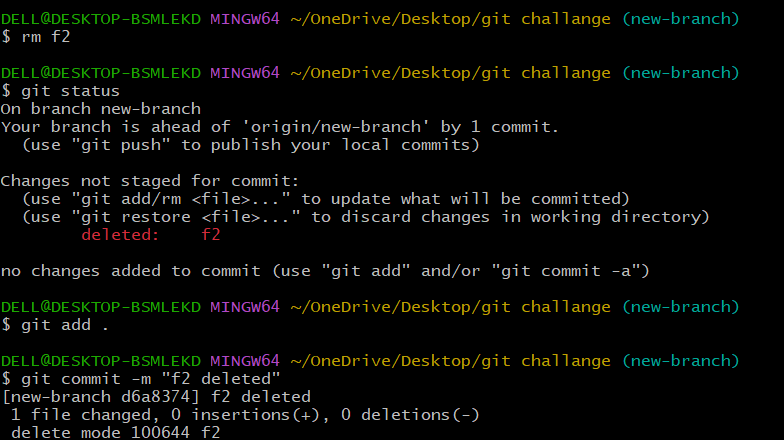 DELL@DESKTOP-BSMLEKD MINGW64 ~/OneDrive/Desktop/git challange (new-branch)
$ rm f2
DELL@DESKTOP-BSMLEKD MINGW64 ~/OneDrive/Desktop/git challange (new-branch)
$ git status
On branch new-branch
Your branch is ahead of 'origin/new-branch' by 1 commit.
  (use "git push" to publish your local commits)
Changes not staged for commit:
  (use "git add/rm <file>..." to update what will be committed)
  (use "git restore <file>..." to discard changes in working directory)
        deleted:    f2
no changes added to commit (use "git add" and/or "git commit -a")
DELL@DESKTOP-BSMLEKD MINGW64 ~/OneDrive/Desktop/git challange (new-branch)
$ git add .
DELL@DESKTOP-BSMLEKD MINGW64 ~/OneDrive/Desktop/git challange (new-branch)
$ git commit -m "f2 deleted"
[new-branch d6a8374] f2 deleted
 1 file changed, 0 insertions(+), 0 deletions(-)
 delete mode 100644 f2